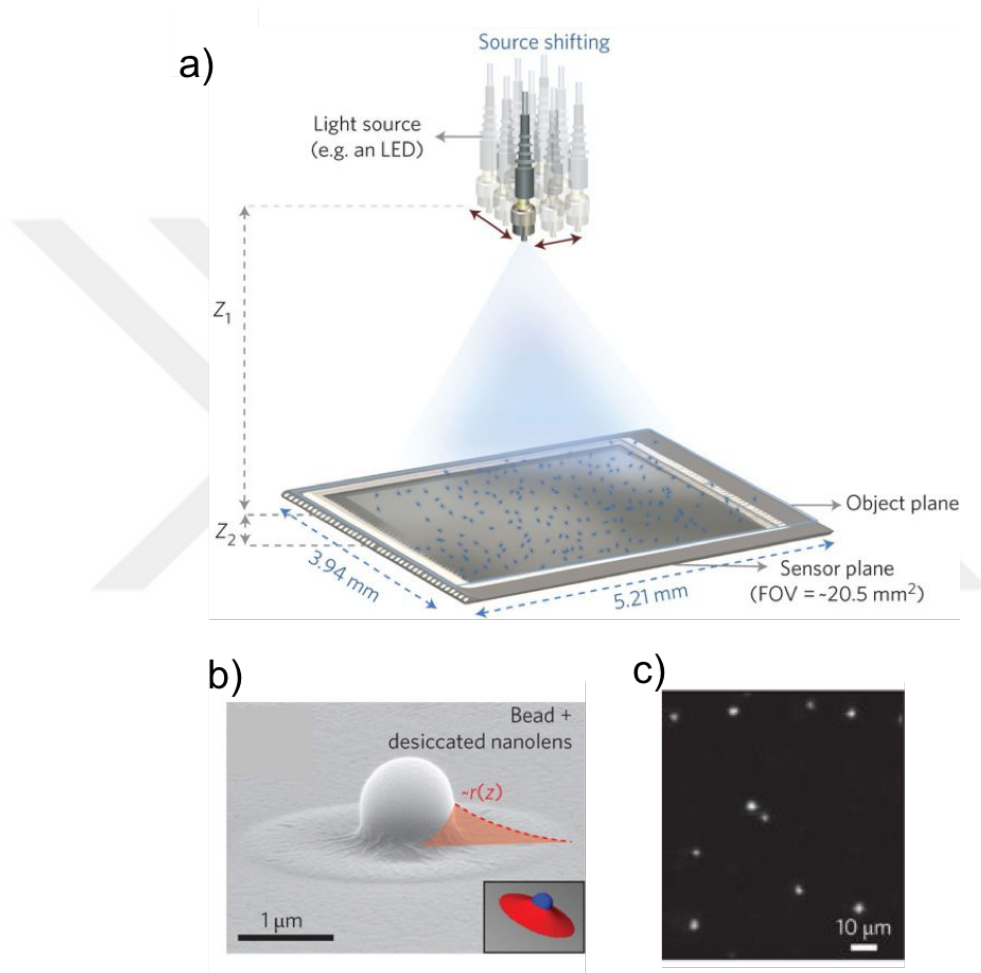 a)
Source shifting
Light source
(e.g. an LED)
Z1
Z2
Object plane
Sensor plane
(FOV = ~20.5 mm²)
3.94 mm
5.21 mm
b)
Bead +
desiccated nanolens
~r(z)
1 µm
c)
10 µm